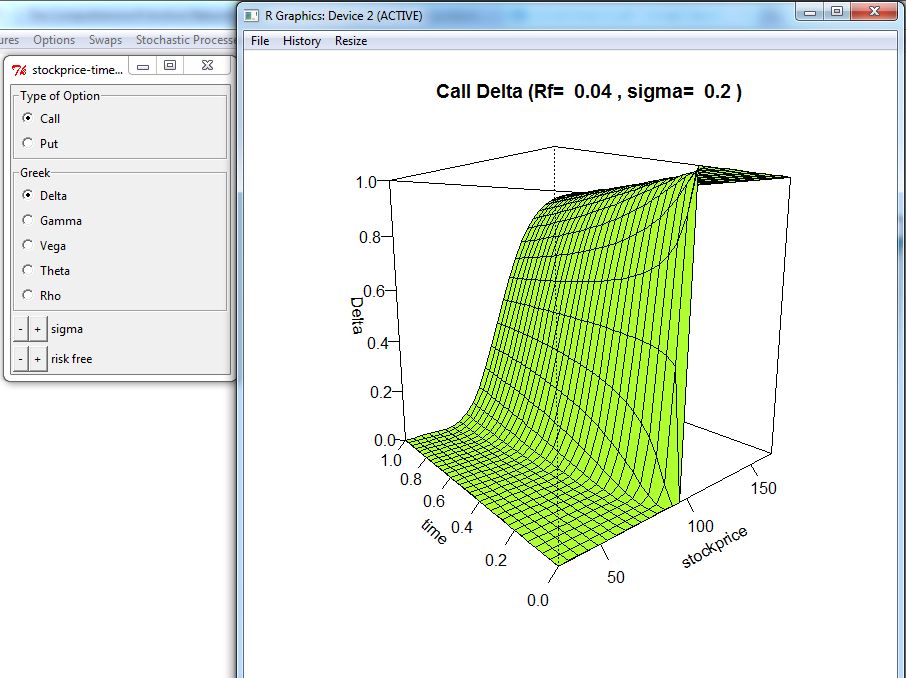 Options Swaps Stochastic Processe
stockprice-time...
Type of Option
Call
Put
Greek
Delta
Gamma
Vega
Theta
Rho
- + sigma
- + risk free
R Graphics: Device 2 (ACTIVE)
File History Resize
Call Delta (Rf= 0.04 , sigma= 0.2 )
1.0
0.8
0.6
0.4
0.2
0.0
Delta
1.0
0.8
0.6
0.4
0.2
0.0
time
50
100
150
stockprice